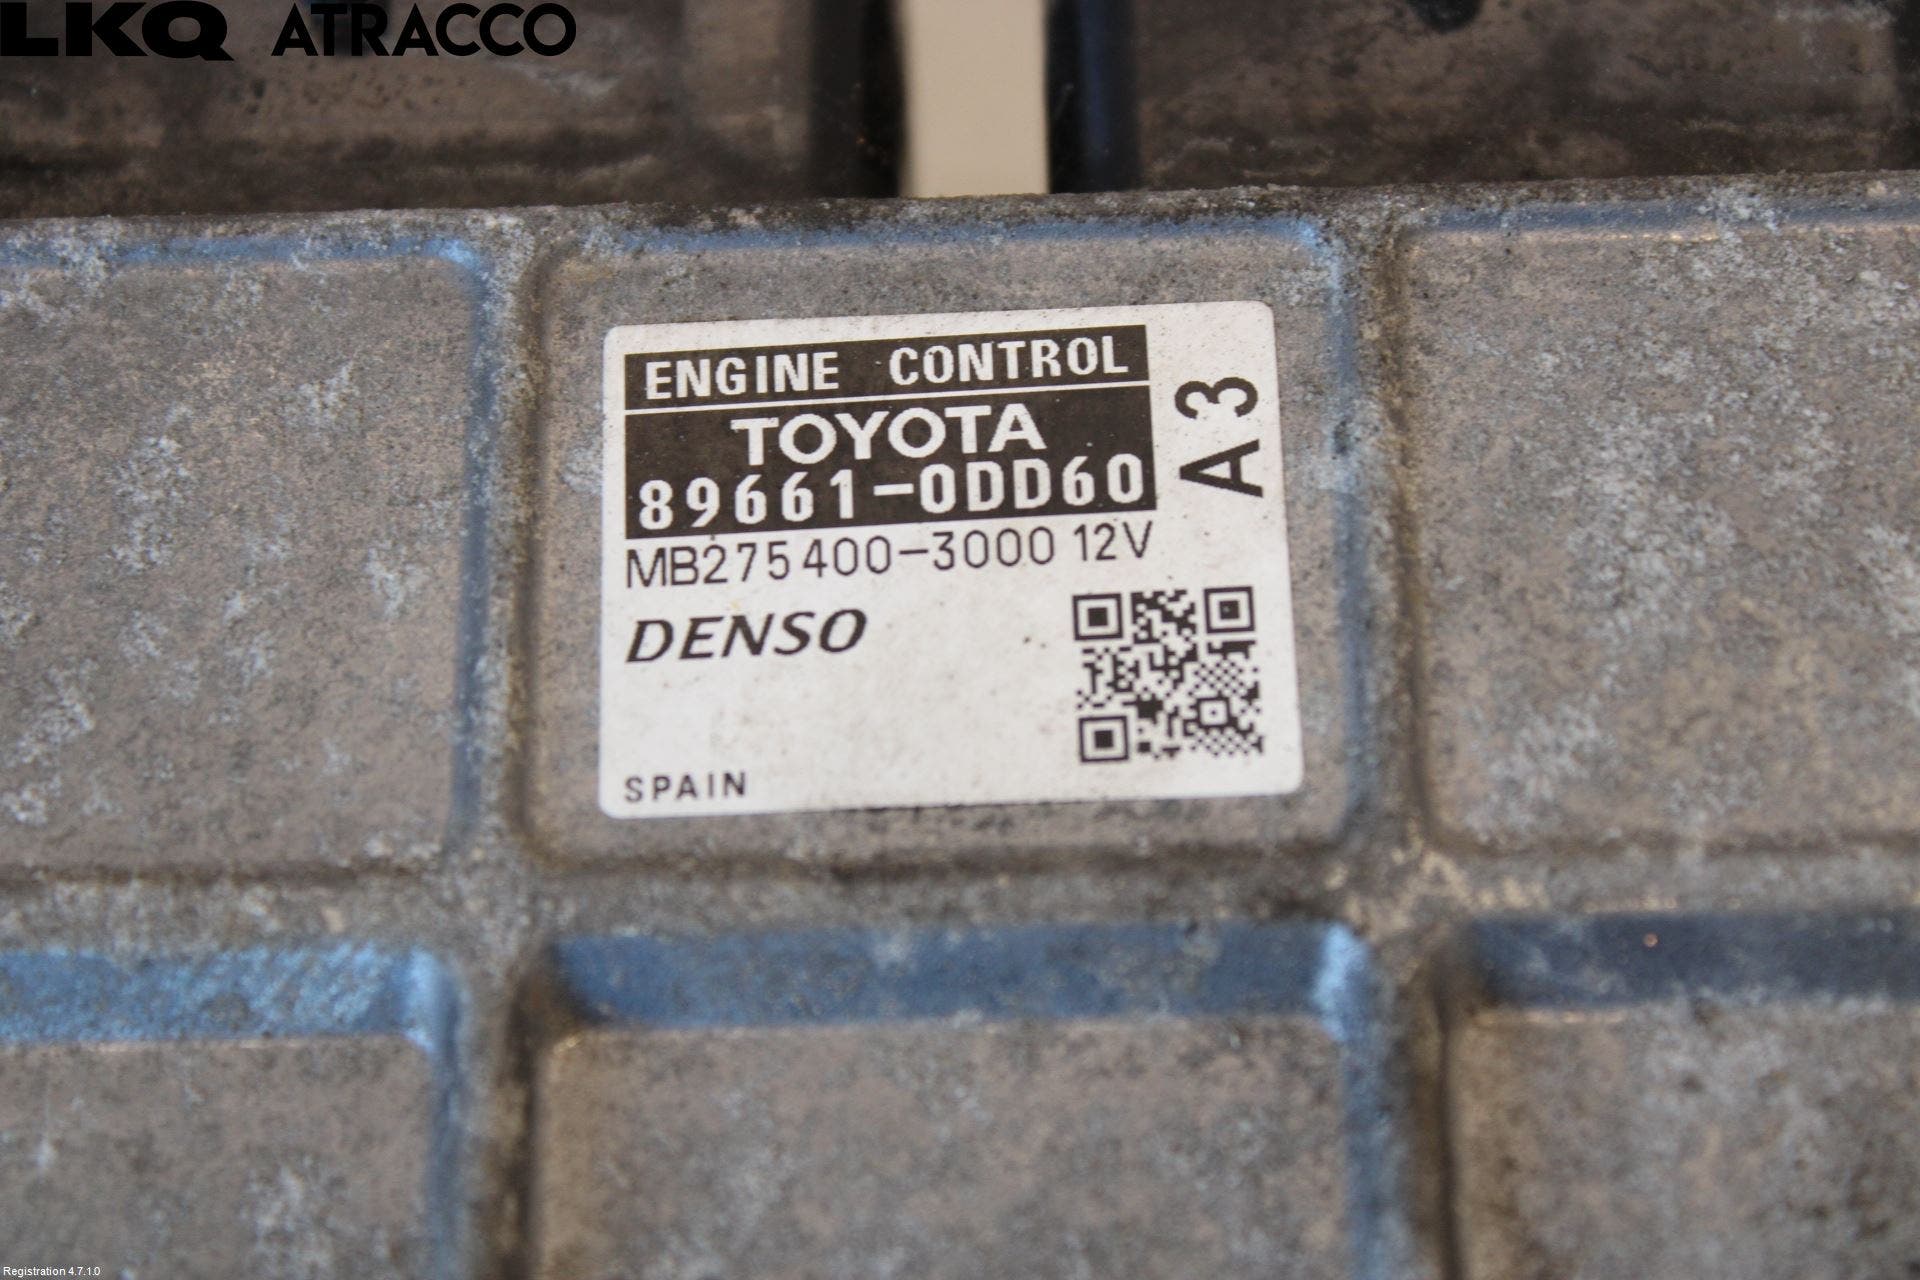 LKQ ATRACCO
ENGINE CONTROL
TOYOTA
89661-0DD60
A3
MB275400-3000 12V
DENSO
SPAIN
Registration 4.7.1.0